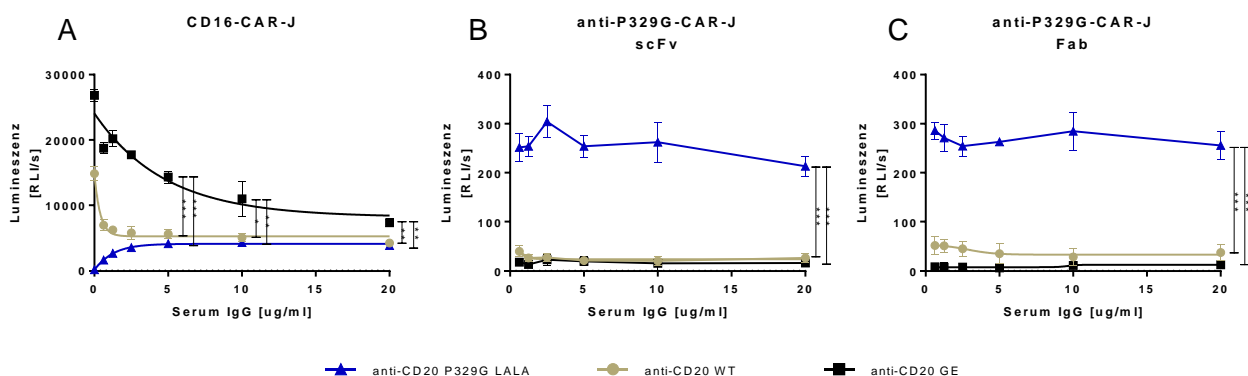 A
CD16-CAR-J
Lumineszenz
[RLI/s]
30000
20000
10000
0
0
5
10
15
20
Serum IgG [ug/ml]
B
anti-P329G-CAR-J
scFv
Lumineszenz
[RLI/s]
400
300
200
100
0
0
5
10
15
20
Serum IgG [ug/ml]
C
anti-P329G-CAR-J
Fab
Lumineszenz
[RLI/s]
400
300
200
100
0
0
5
10
15
20
Serum IgG [ug/ml]
anti-CD20 P329G LALA
anti-CD20 WT
anti-CD20 GE